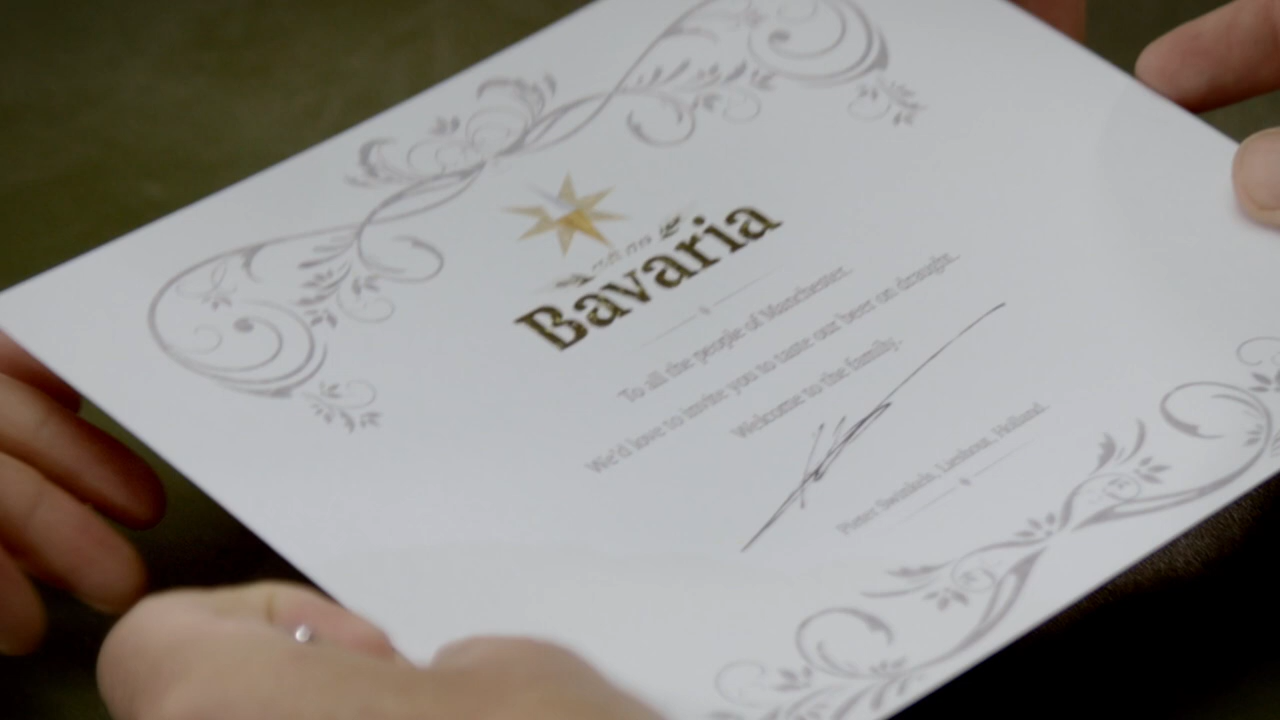 Bavaria
To all the people of Manchester.
We'd love to invite you to taste our beer on draught.
Welcome to the family.
Pieter Swinkels, Lieshout, Holland